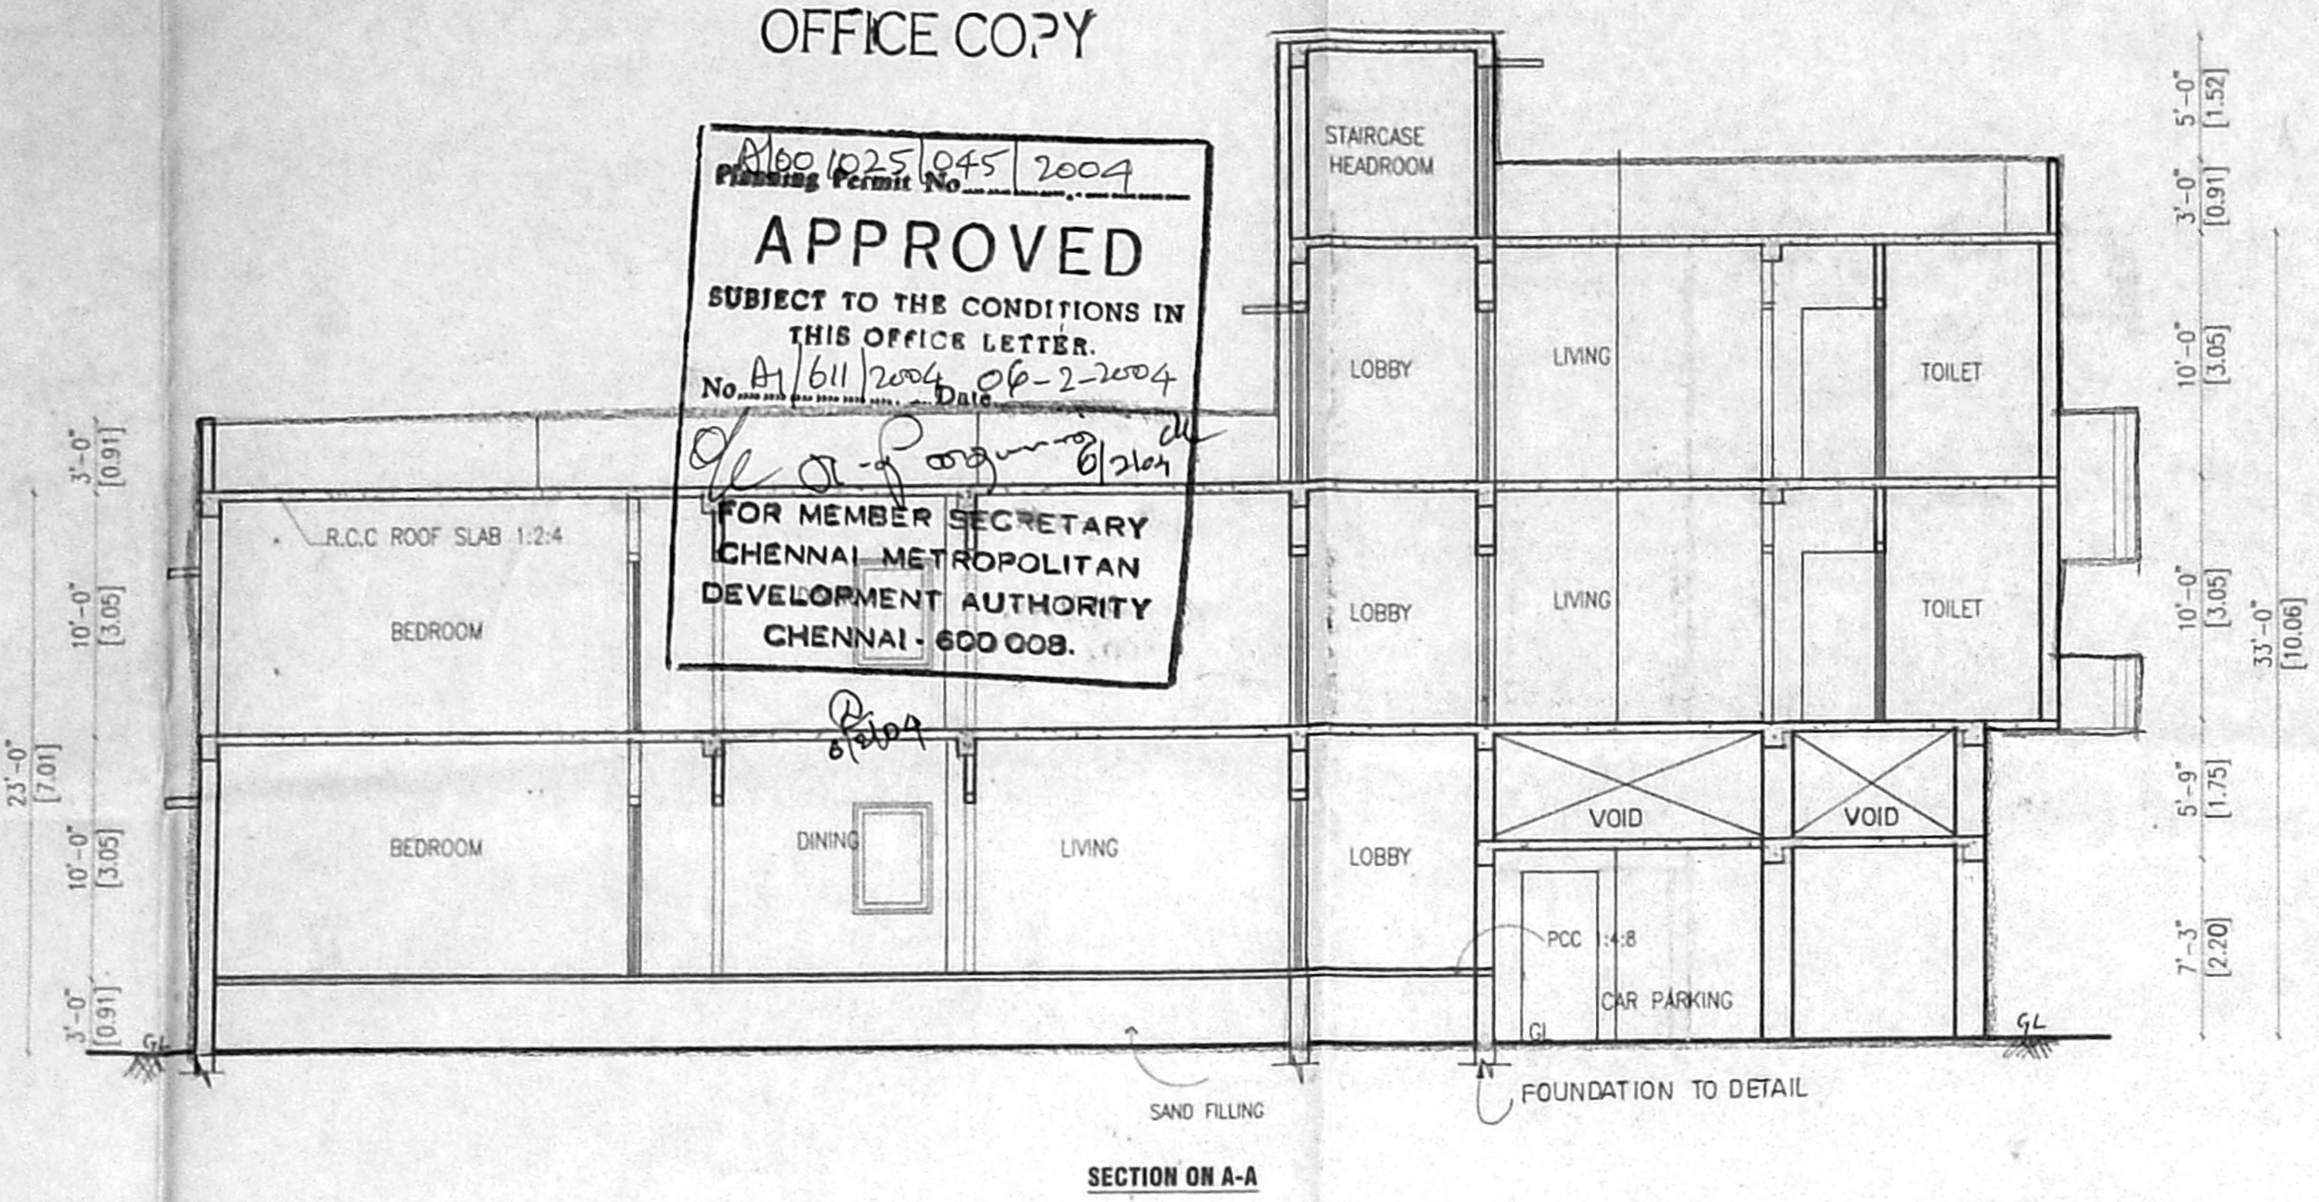 OFFICE COPY
A/00 1025/045/2004
Planning Permit No
APPROVED
SUBJECT TO THE CONDITIONS IN
THIS OFFICE LETTER.
No A1/611/2004 Date 06-2-2004
6/2/04
FOR MEMBER SECRETARY
CHENNAI METROPOLITAN
DEVELOPMENT AUTHORITY
CHENNAI - 600 008.
STAIRCASE
HEADROOM
LOBBY
LIVING
TOILET
R.C.C ROOF SLAB 1:2:4
BEDROOM
LOBBY
LIVING
TOILET
VOID
VOID
BEDROOM
DINING
LIVING
LOBBY
PCC 1:4:8
CAR PARKING
GL
GL
GL
SAND FILLING
FOUNDATION TO DETAIL
SECTION ON A-A
3'-0"
[0.91]
10'-0"
[3.05]
10'-0"
[3.05]
3'-0"
[0.91]
23'-0"
[7.01]
5'-0"
[1.52]
3'-0"
[0.91]
10'-0"
[3.05]
10'-0"
[3.05]
5'-9"
[1.75]
7'-3"
[2.20]
33'-0"
[10.06]